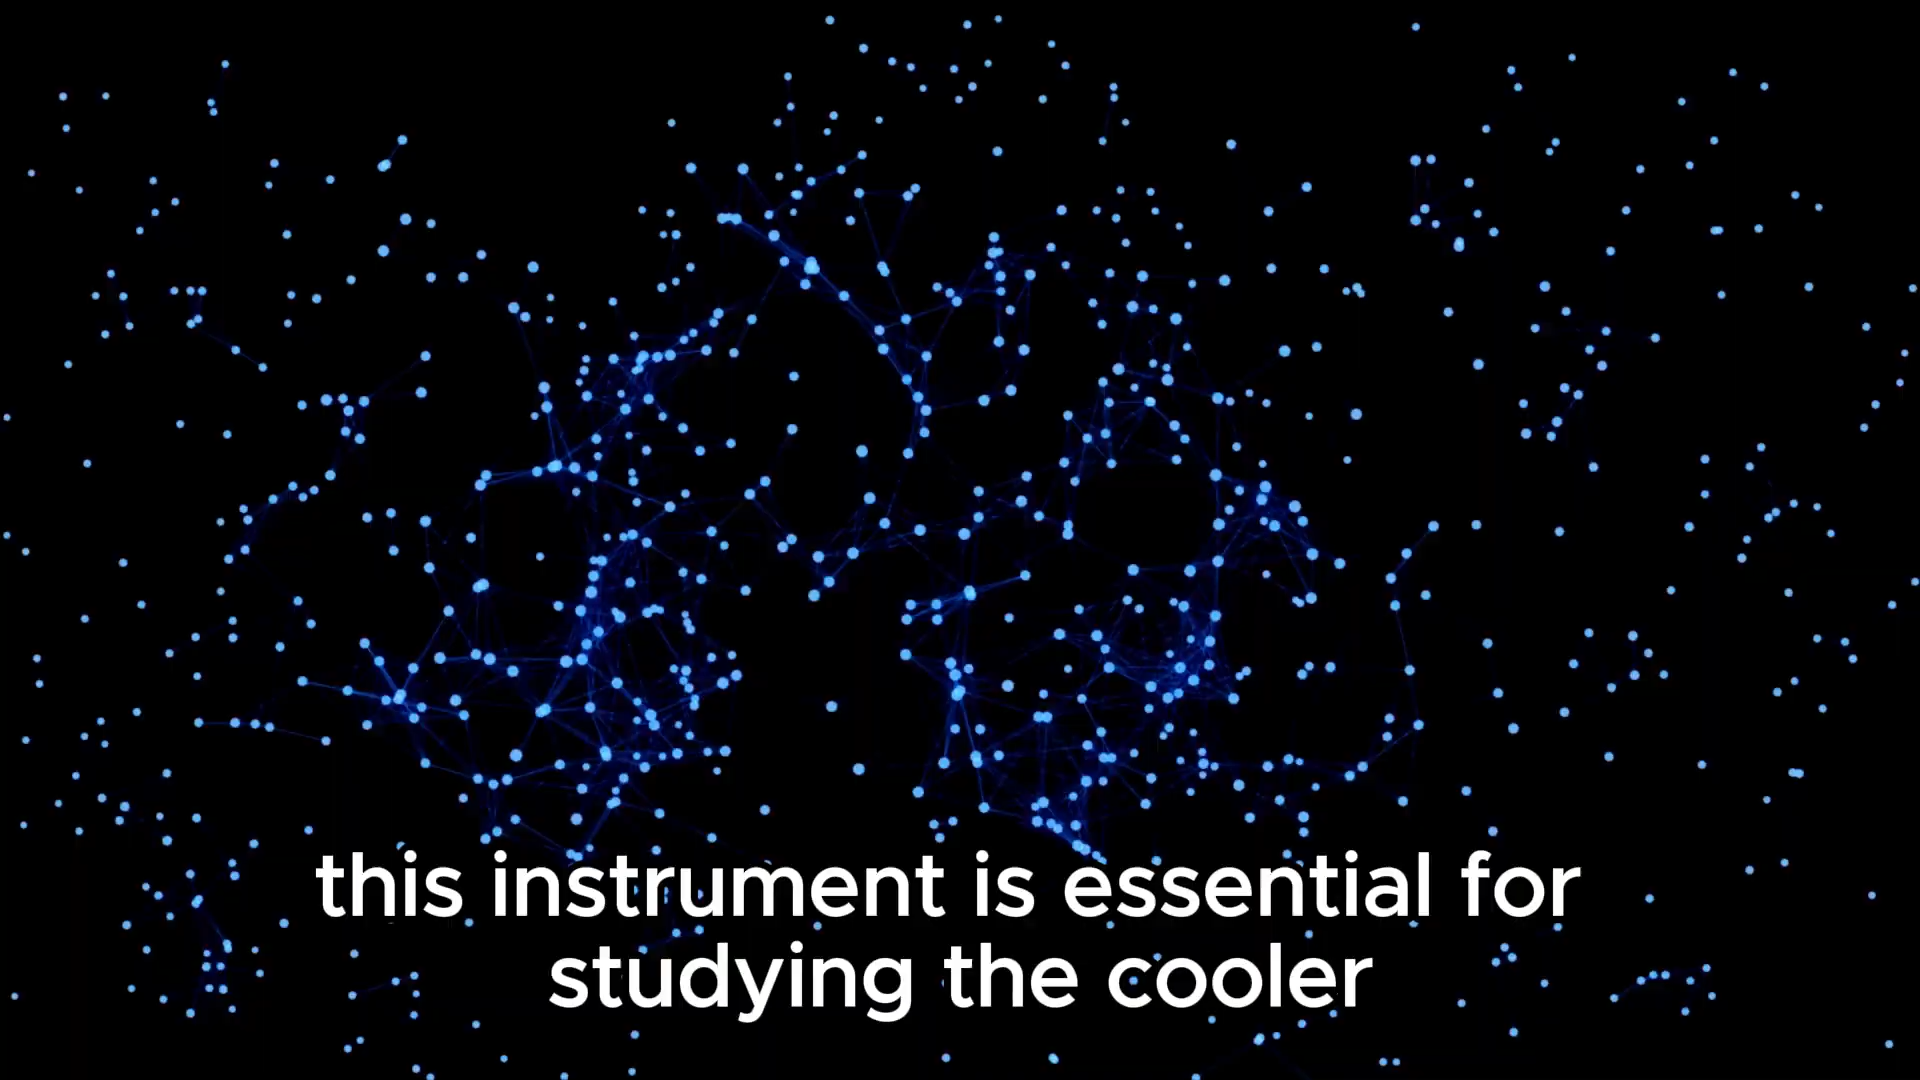 this instrument is essential for
studying the cooler